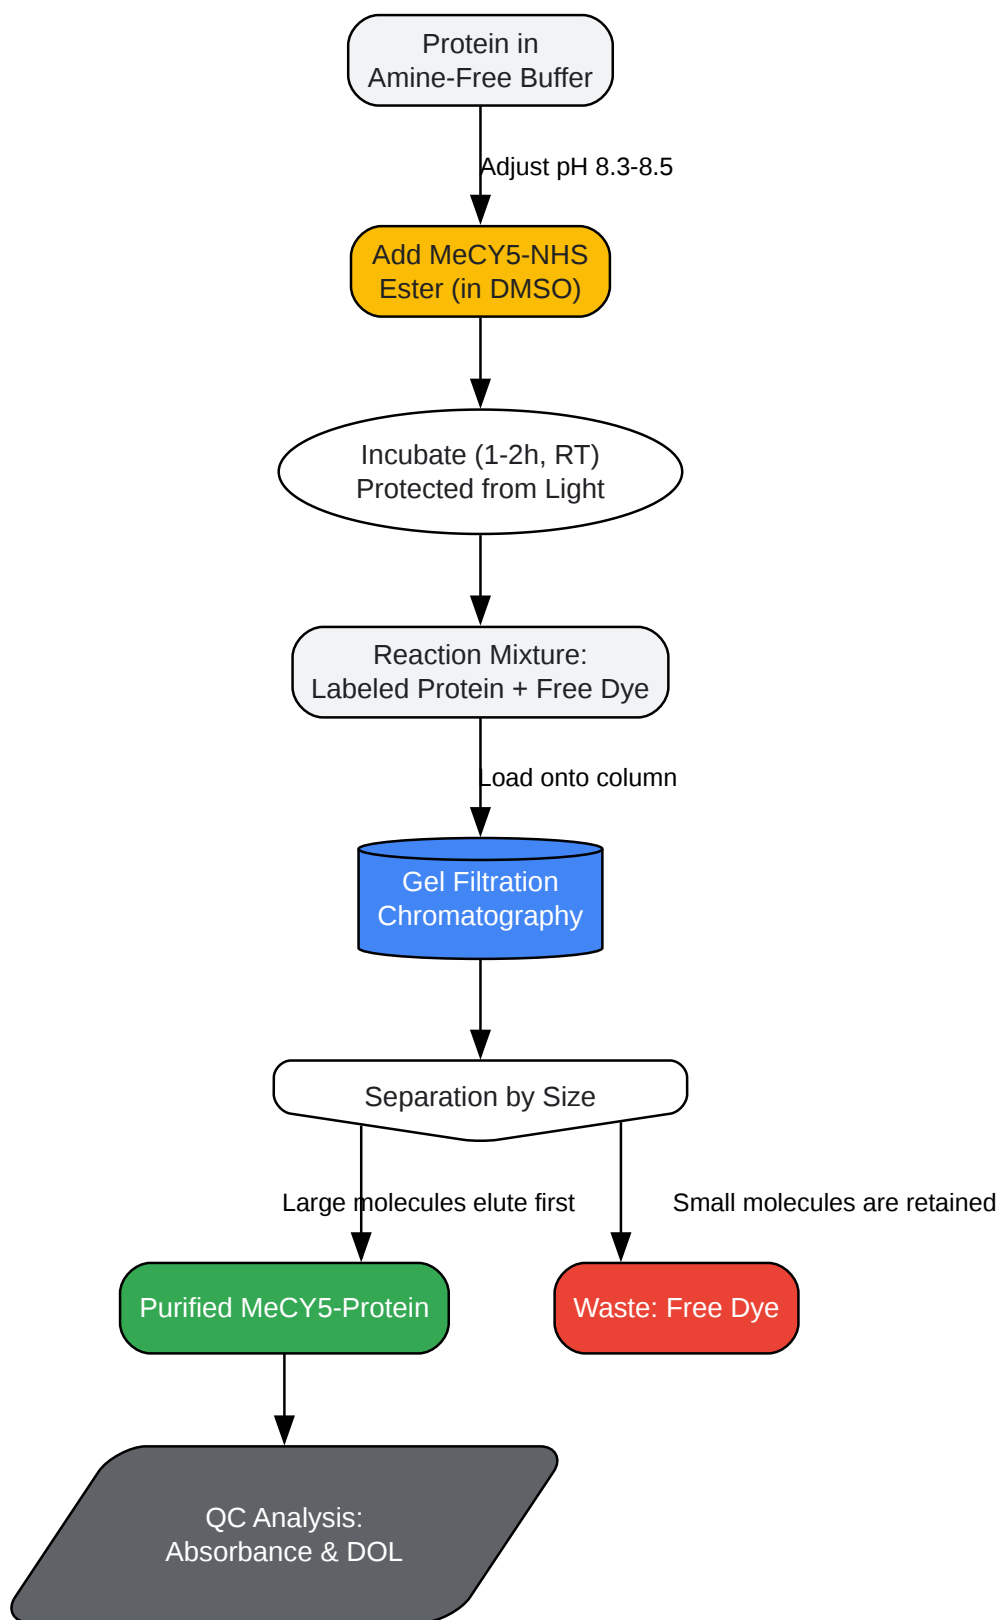 Protein in
Amine-Free Buffer
Adjust pH 8.3-8.5
Add MeCY5-NHS
Ester (in DMSO)
Incubate (1-2h, RT)
Protected from Light
Reaction Mixture:
Labeled Protein + Free Dye
Load onto column
Gel Filtration
Chromatography
Separation by Size
Large molecules elute first
Small molecules are retained
Purified MeCY5-Protein
Waste: Free Dye
QC Analysis:
Absorbance & DOL